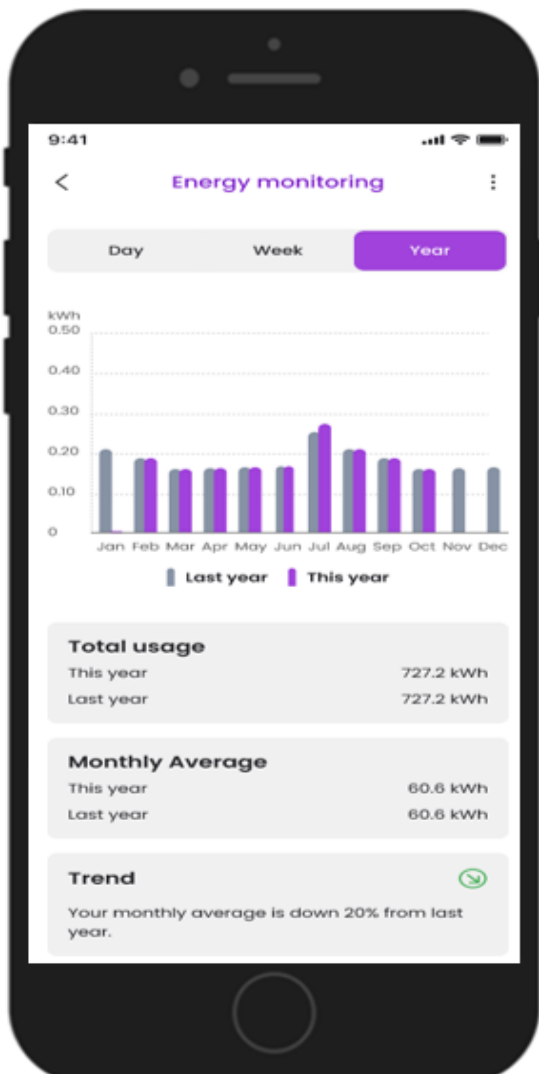 9:41
Energy monitoring
Day Week Year
kWh
0.50
0.40
0.30
0.20
0.10
0
Jan Feb Mar Apr May Jun Jul Aug Sep Oct Nov Dec
Last year This year
Total usage
This year 727.2 kWh
Last year 727.2 kWh
Monthly Average
This year 60.6 kWh
Last year 60.6 kWh
Trend
Your monthly average is down 20% from last
year.